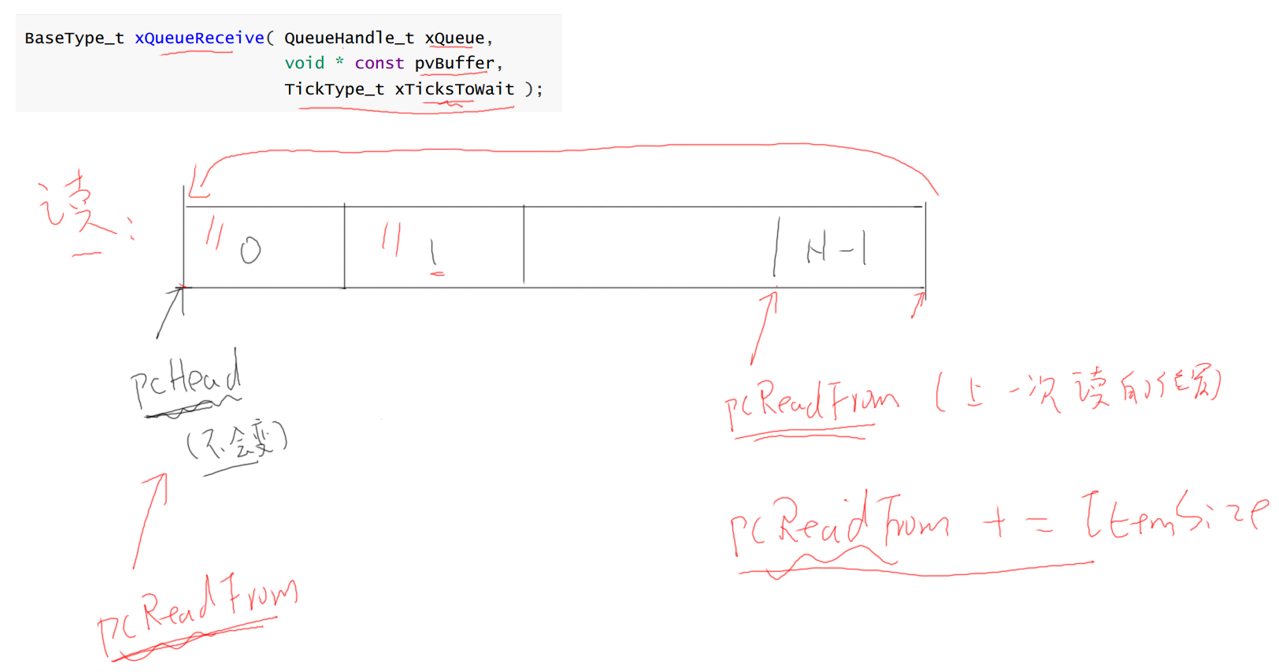 BaseType_t xQueueReceive( QueueHandle_t xQueue,
void * const pvBuffer,
TickType_t xTicksToWait );
读:
0 1 N-1
pcHead
(不会变)
pcReadFrom (上一次读的位置)
pcReadFrom += ItemSize
pcReadFrom